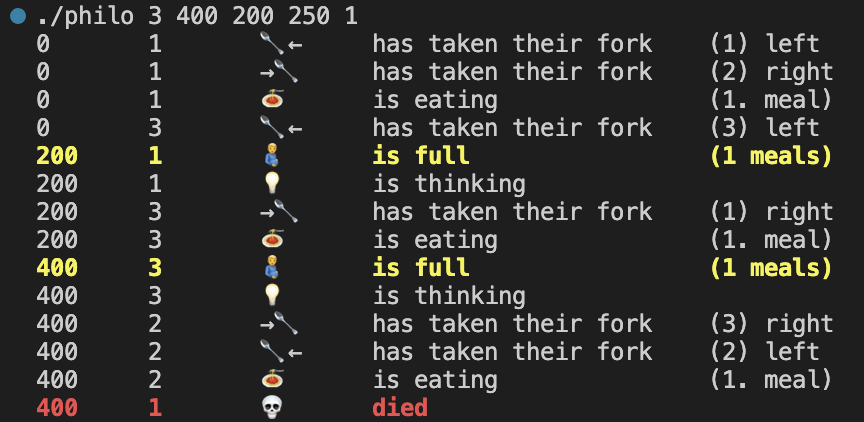 ./philo 3 400 200 250 1
0 1 🥄← has taken their fork (1) left
0 1 →🥄 has taken their fork (2) right
0 1 🍝 is eating (1. meal)
0 3 🥄← has taken their fork (3) left
200 1 🫃 is full (1 meals)
200 1 💡 is thinking
200 3 →🥄 has taken their fork (1) right
200 3 🍝 is eating (1. meal)
400 3 🫃 is full (1 meals)
400 3 💡 is thinking
400 2 →🥄 has taken their fork (3) right
400 2 🥄← has taken their fork (2) left
400 2 🍝 is eating (1. meal)
400 1 💀 died